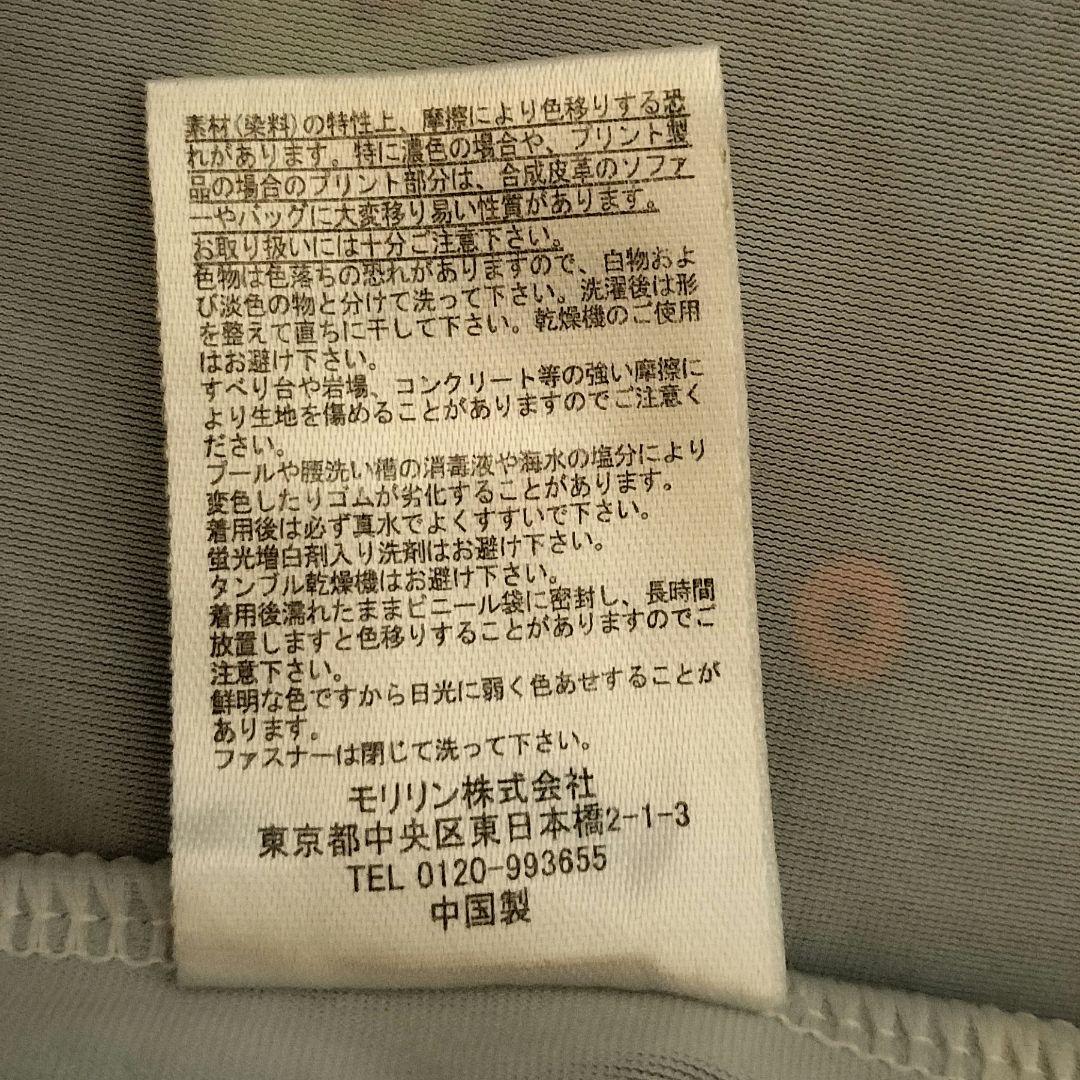 素材(染料)の特性上、摩擦により色移りする恐
れがあります。特に濃色の場合や、プリント製
品の場合のプリント部分は、合成皮革のソファ
ーやバッグに大変移り易い性質があります。
お取り扱いには十分ご注意下さい。
色物は色落ちの恐れがありますので、白物およ
び淡色の物と分けて洗って下さい。洗濯後は形
を整えて直ちに干して下さい。乾燥機のご使用
はお避け下さい。
すべり台や岩場、コンクリート等の強い摩擦に
より生地を傷めることがありますのでご注意く
ださい。
プールや腰洗い槽の消毒液や海水の塩分により
変色したりゴムが劣化することがあります。
着用後は必ず真水でよくすすいで下さい。
蛍光増白剤入り洗剤はお避け下さい。
タンブル乾燥機はお避け下さい。
着用後濡れたままビニール袋に密封し、長時間
放置しますと色移りすることがありますのでご
注意下さい。
鮮明な色ですから日光に弱く色あせすることが
あります。
ファスナーは閉じて洗って下さい。
モリリン株式会社
東京都中央区東日本橋2-1-3
TEL 0120-993655
中国製